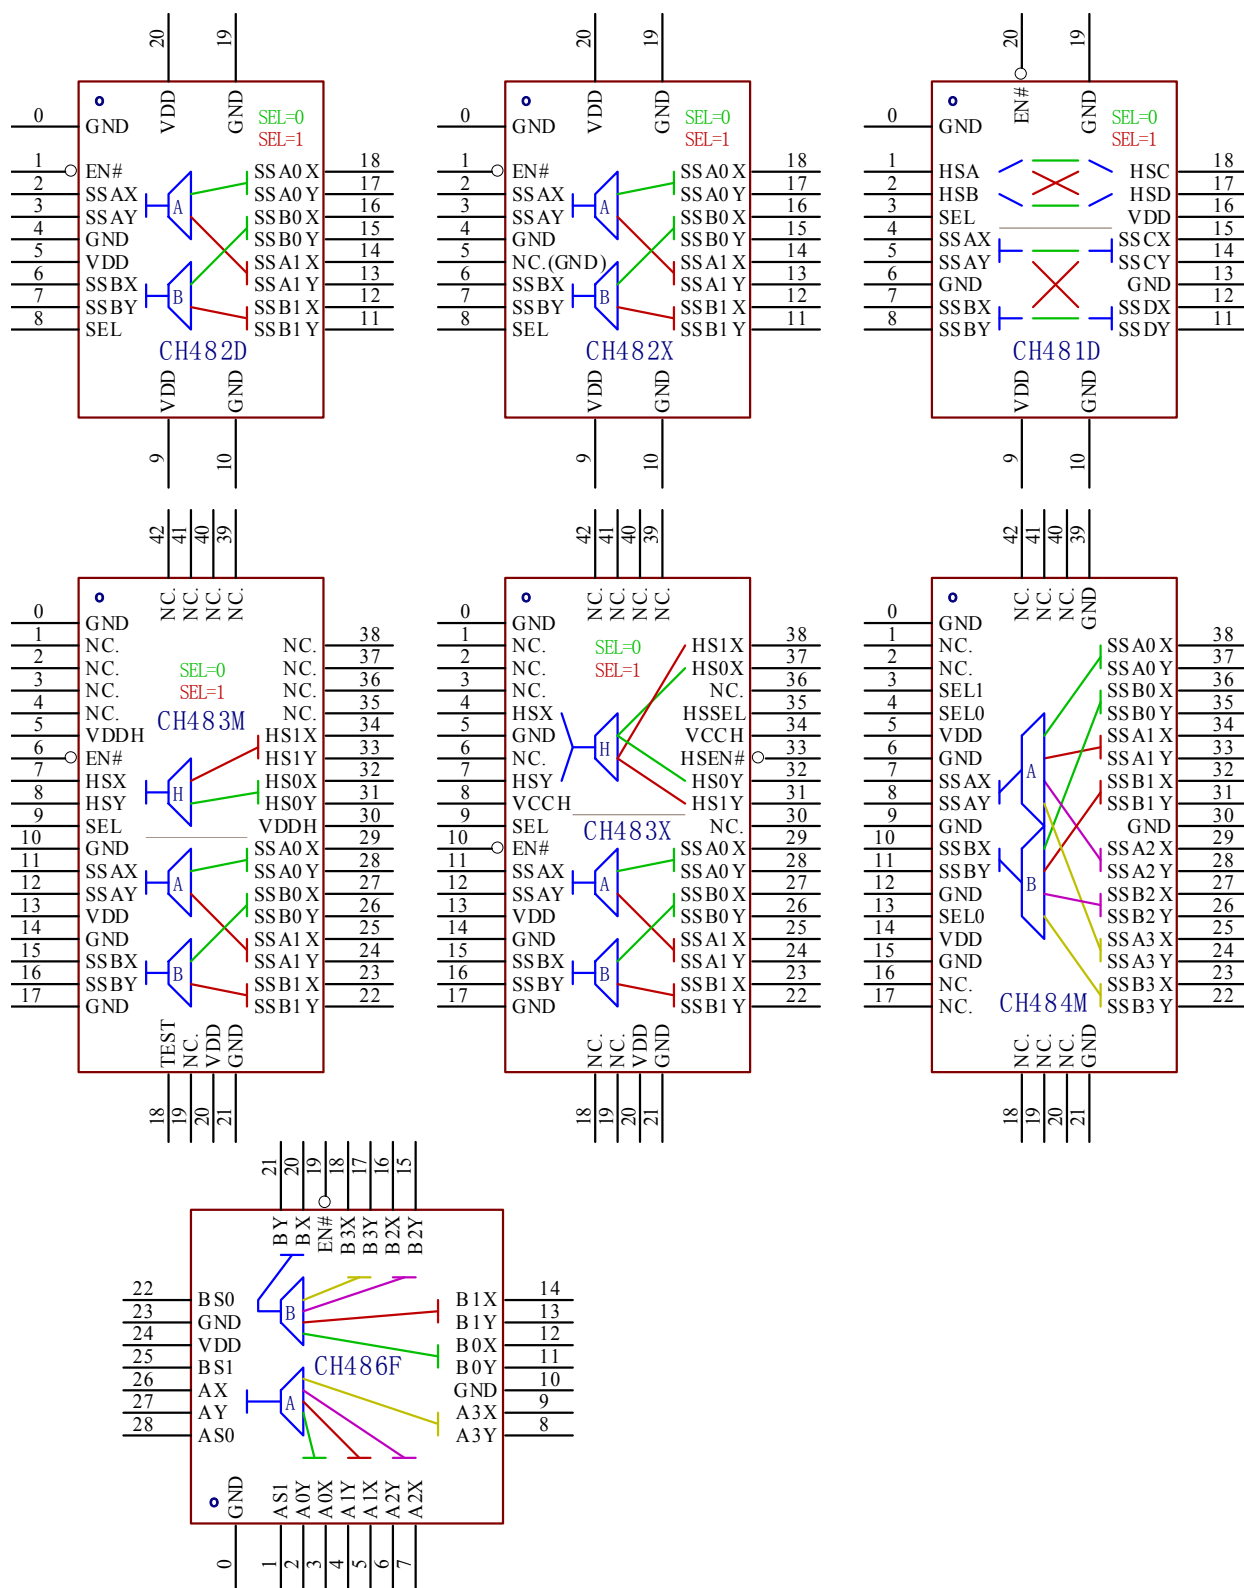 20 19
VDD GND
SEL=0
SEL=1
0 GND
1 EN# SSA0X 18
2 SSAX SSA0Y 17
3 SSAY SSB0X 16
4 GND SSB0Y 15
5 VDD SSA1X 14
6 SSBX SSA1Y 13
7 SSBY SSB1X 12
8 SEL SSB1Y 11
A
B
CH482D
VDD GND
9 10
20 19
VDD GND
SEL=0
SEL=1
0 GND
1 EN# SSA0X 18
2 SSAX SSA0Y 17
3 SSAY SSB0X 16
4 GND SSB0Y 15
5 NC.(GND) SSA1X 14
6 SSBX SSA1Y 13
7 SSBY SSB1X 12
8 SEL SSB1Y 11
A
B
CH482X
VDD GND
9 10
20 19
EN# GND
SEL=0
SEL=1
0 GND
1 HSA HSC 18
2 HSB HSD 17
3 SEL VDD 16
4 SSAX SSCX 15
5 SSAY SSCY 14
6 GND GND 13
7 SSBX SSDX 12
8 SSBY SSDY 11
CH481D
VDD GND
9 10
42 41 40 39
NC. NC. NC. NC.
0 GND
1 NC. NC. 38
2 NC. NC. 37
3 NC. NC. 36
4 NC. NC. 35
5 VDDH HS1X 34
6 EN# HS1Y 33
7 HSX HS0X 32
8 HSY HS0Y 31
9 SEL VDDH 30
10 GND SSA0X 29
11 SSAX SSA0Y 28
12 SSAY SSB0X 27
13 VDD SSB0Y 26
14 GND SSA1X 25
15 SSBX SSA1Y 24
16 SSBY SSB1X 23
17 GND SSB1Y 22
SEL=0
SEL=1
CH483M
H
A
B
TEST NC. VDD GND
18 19 20 21
42 41 40 39
NC. NC. NC. NC.
0 GND
1 NC. HS1X 38
2 NC. HS0X 37
3 NC. NC. 36
4 HSX HSSEL 35
5 GND VCCH 34
6 NC. HSEN# 33
7 HSY HS0Y 32
8 VCCH HS1Y 31
9 SEL NC. 30
10 EN# SSA0X 29
11 SSAX SSA0Y 28
12 SSAY SSB0X 27
13 VDD SSB0Y 26
14 GND SSA1X 25
15 SSBX SSA1Y 24
16 SSBY SSB1X 23
17 GND SSB1Y 22
SEL=0
SEL=1
H
CH483X
A
B
NC. NC. VDD GND
18 19 20 21
42 41 40 39
NC. NC. NC. GND
0 GND
1 NC. SSA0X 38
2 NC. SSA0Y 37
3 SEL1 SSB0X 36
4 SEL0 SSB0Y 35
5 VDD SSA1X 34
6 GND SSA1Y 33
7 SSAX SSB1X 32
8 SSAY SSB1Y 31
9 GND GND 30
10 SSBX SSA2X 29
11 SSBY SSA2Y 28
12 GND SSB2X 27
13 SEL0 SSB2Y 26
14 VDD SSA3X 25
15 GND SSA3Y 24
16 NC. SSB3X 23
17 NC. SSB3Y 22
A
B
CH484M
NC. NC. NC. GND
18 19 20 21
21 20 19 18 17 16 15
BY BX EN# B3X B3Y B2X B2Y
22 BS0 B1X 14
23 GND B1Y 13
24 VDD B0X 12
25 BS1 B0Y 11
26 AX GND 10
27 AY A3X 9
28 AS0 A3Y 8
B
CH486F
A
GND AS1 A0Y A0X A1Y A1X A2Y A2X
0 1 2 3 4 5 6 7